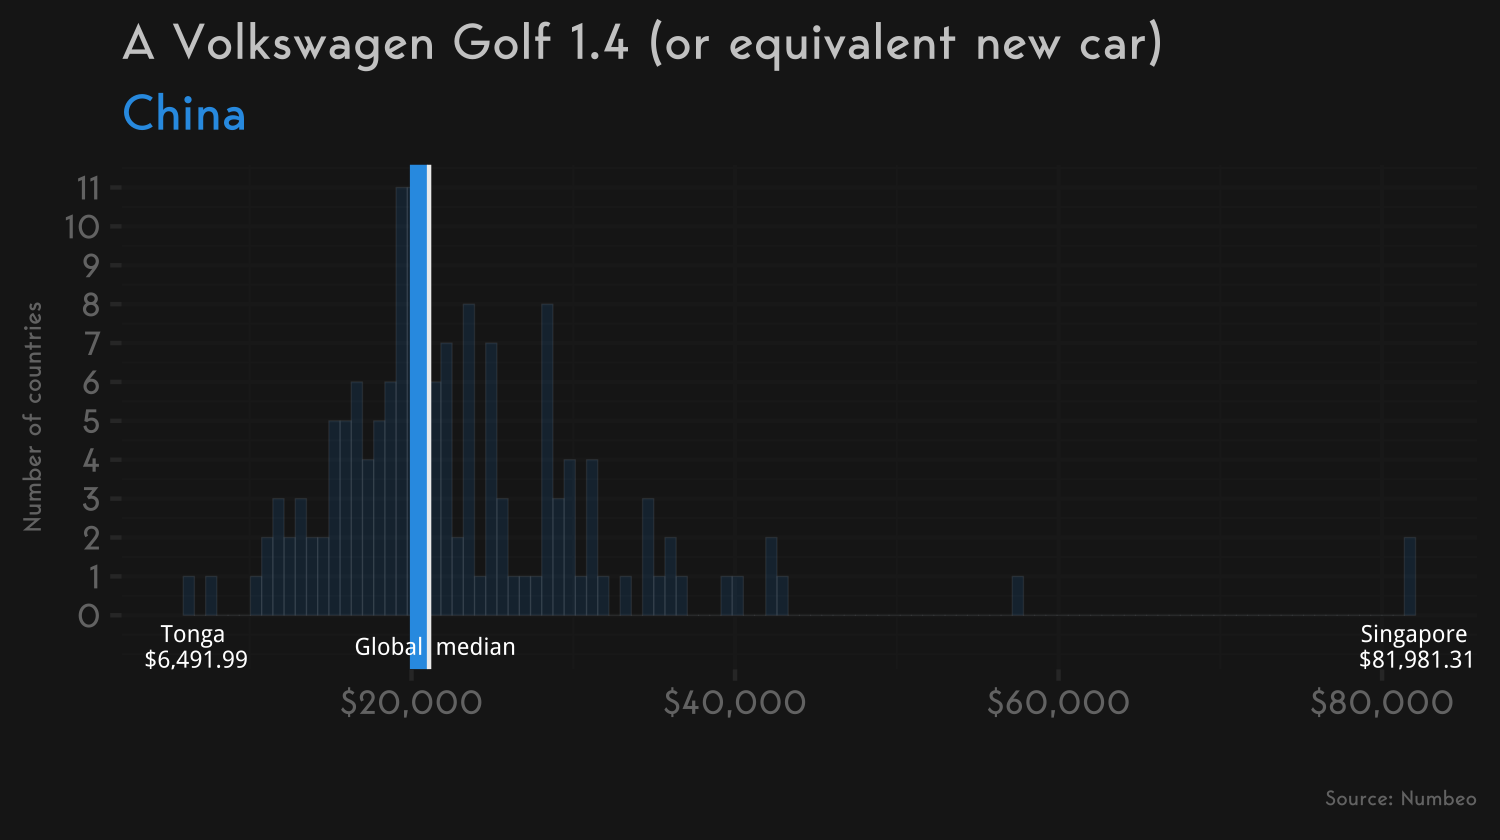 A Volkswagen Golf 1.4 (or equivalent new car)
China
Number of countries
11
10
9
8
7
6
5
4
3
2
1
0
Tonga
$6,491.99
Global median
Singapore
$81,981.31
$20,000
$40,000
$60,000
$80,000
Source: Numbeo